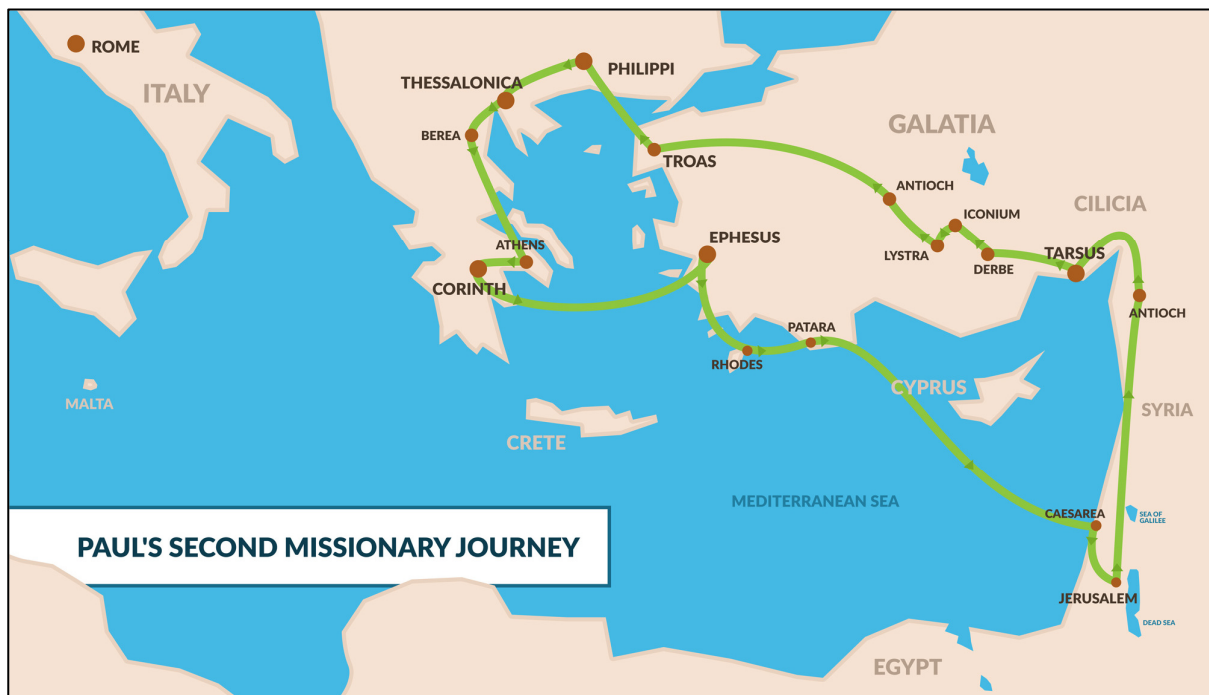 ROME
ITALY
PHILIPPI
THESSALONICA
BEREA
TROAS
GALATIA
ANTIOCH
ICONIUM
CILICIA
LYSTRA
DERBE
TARSUS
ATHENS
EPHESUS
CORINTH
ANTIOCH
PATARA
RHODES
CYPRUS
MALTA
SYRIA
CRETE
MEDITERRANEAN SEA
CAESAREA
SEA OF
GALILEE
PAUL'S SECOND MISSIONARY JOURNEY
JERUSALEM
DEAD SEA
EGYPT